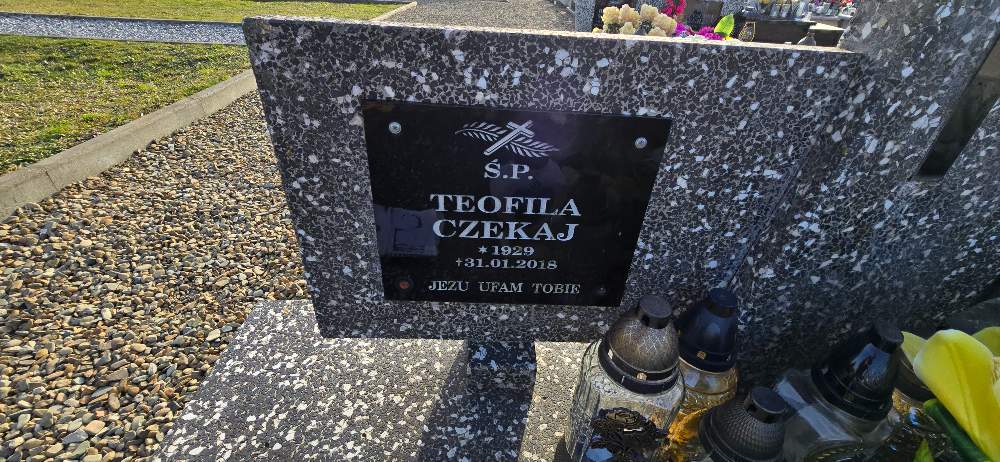 Ś.P.
TEOFILA
CZEKAJ
* 1929
†31.01.2018
JEZU UFAM TOBIE